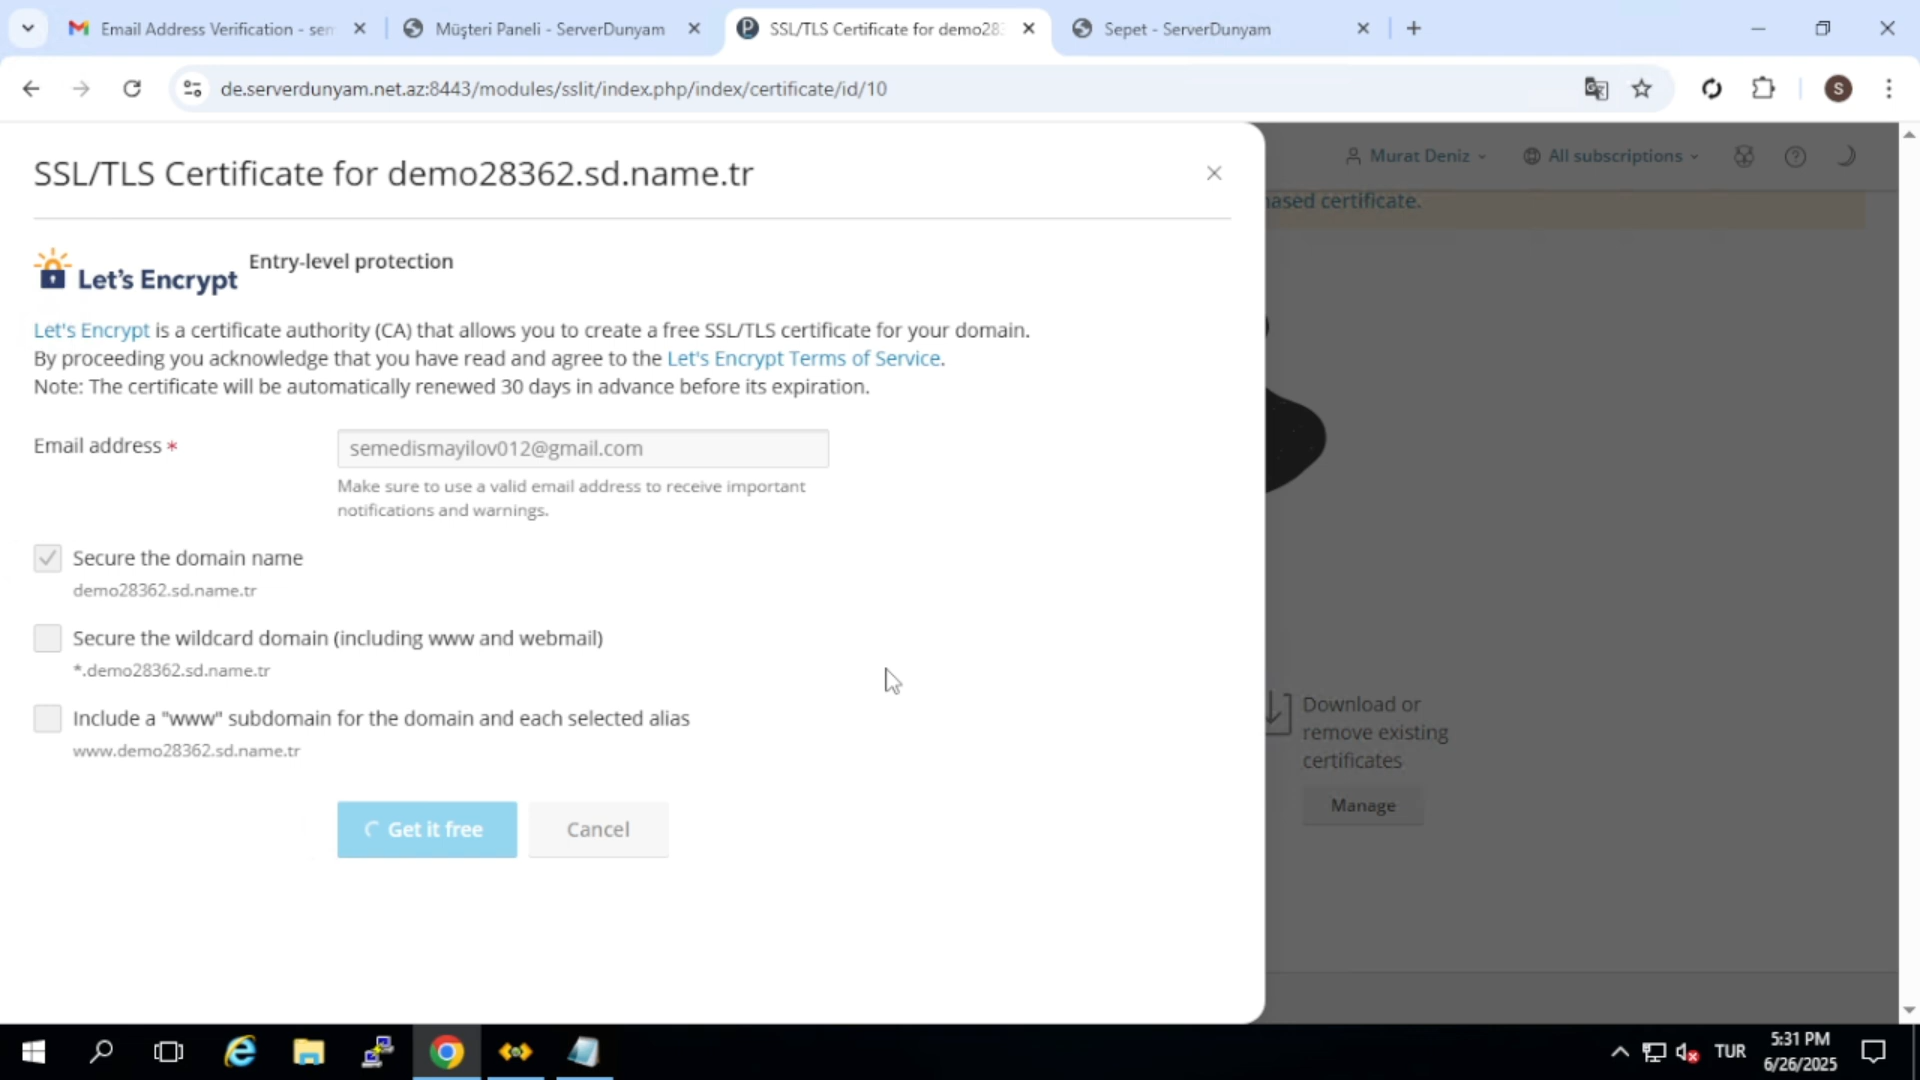 Email Address Verification - sem
Müşteri Paneli - ServerDunyam
SSL/TLS Certificate for demo283
Sepet - ServerDunyam
de.serverdunyam.net.az:8443/modules/sslit/index.php/index/certificate/id/10
S
SSL/TLS Certificate for demo28362.sd.name.tr
Murat Deniz
All subscriptions
ased certificate.
Let's Encrypt
Entry-level protection
Let's Encrypt is a certificate authority (CA) that allows you to create a free SSL/TLS certificate for your domain.
By proceeding you acknowledge that you have read and agree to the Let's Encrypt Terms of Service.
Note: The certificate will be automatically renewed 30 days in advance before its expiration.
Email address *
semedismayilov012@gmail.com
Make sure to use a valid email address to receive important
notifications and warnings.
Secure the domain name
demo28362.sd.name.tr
Secure the wildcard domain (including www and webmail)
*.demo28362.sd.name.tr
Include a "www" subdomain for the domain and each selected alias
www.demo28362.sd.name.tr
Get it free
Cancel
Download or
remove existing
certificates
Manage
TUR
5:31 PM
6/26/2025